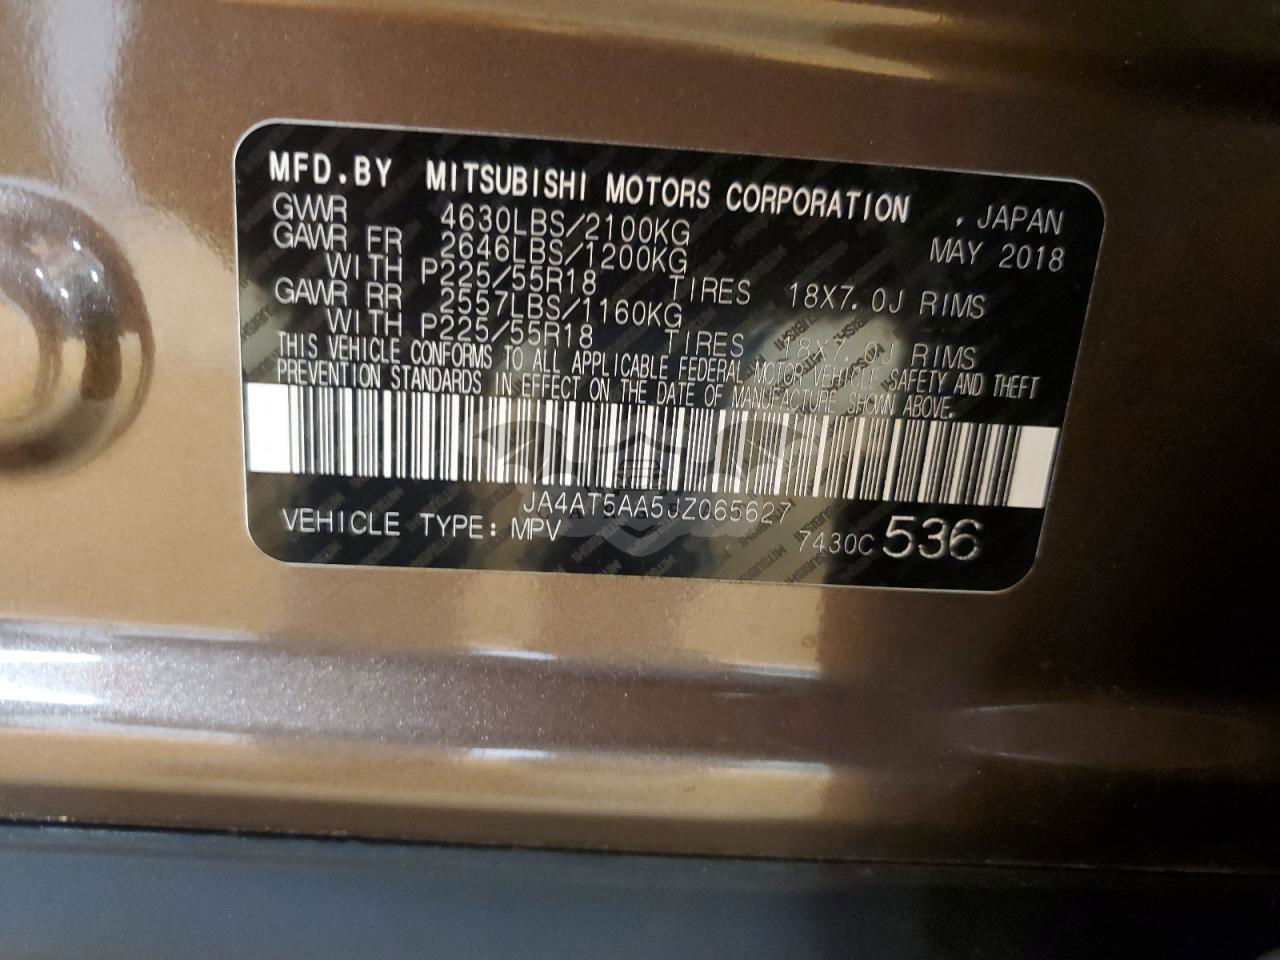 MFD.BY MITSUBISHI MOTORS CORPORATION , JAPAN
GVWR 4630LBS/2100KG MAY 2018
GAWR FR 2646LBS/1200KG
WITH P225/55R18 TIRES 18X7.0J RIMS
GAWR RR 2557LBS/1160KG
WITH P225/55R18 TIRES 18X7.0J RIMS
THIS VEHICLE CONFORMS TO ALL APPLICABLE FEDERAL MOTOR VEHICLE SAFETY AND THEFT
PREVENTION STANDARDS IN EFFECT ON THE DATE OF MANUFACTURE SHOWN ABOVE.
JA4AT5AA5JZ065627
VEHICLE TYPE: MPV 7430C 536